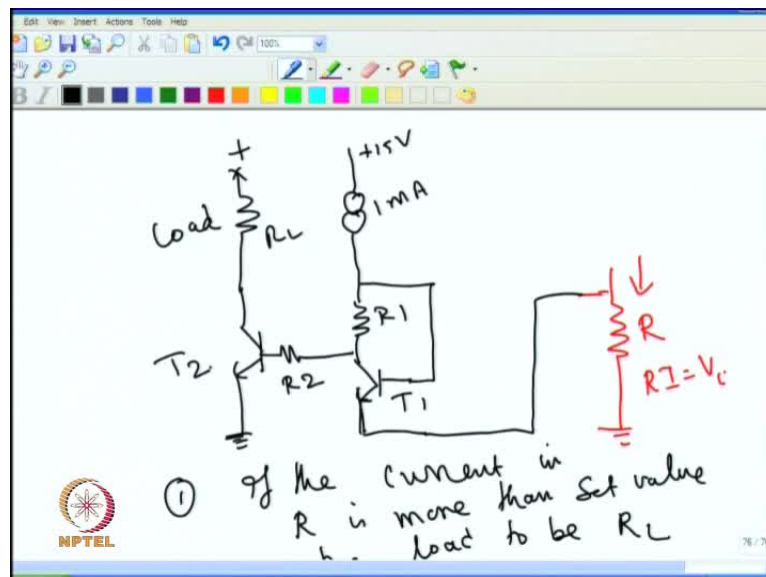 Edit View Insert Actions Tools Help
100%
B I
+
+15V
1mA
Load
RL
R1
R
RI = Vi
T2
R2
T1
① If the current in
R is more than Set value
load to be RL
NPTEL